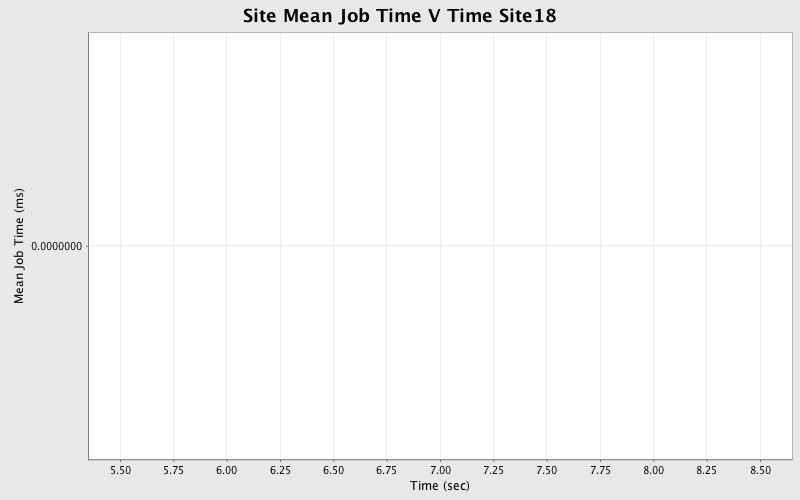 Site Mean Job Time V Time Site18
Mean Job Time (ms)
0.0000000
5.50 5.75 6.00 6.25 6.50 6.75 7.00 7.25 7.50 7.75 8.00 8.25 8.50
Time (sec)